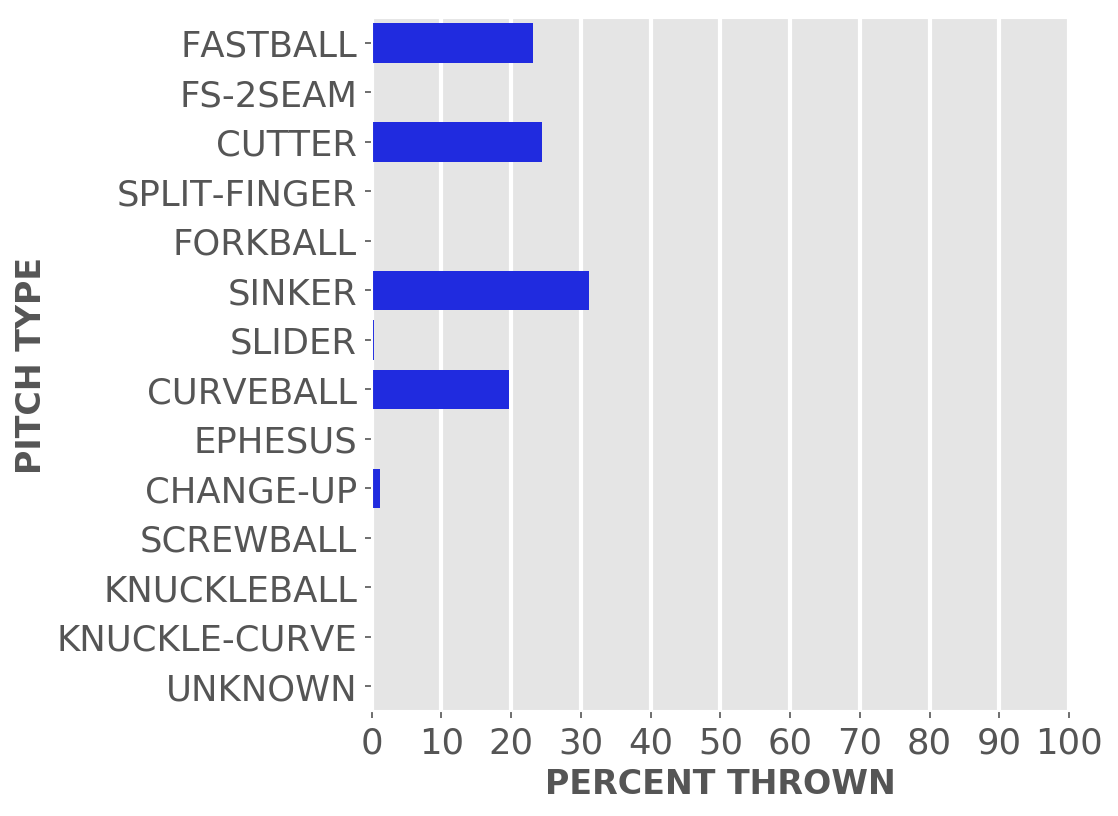 FASTBALL
FS-2SEAM
CUTTER
SPLIT-FINGER
FORKBALL
SINKER
SLIDER
CURVEBALL
EPHESUS
CHANGE-UP
SCREWBALL
KNUCKLEBALL
KNUCKLE-CURVE
UNKNOWN
PITCH TYPE
0 10 20 30 40 50 60 70 80 90 100
PERCENT THROWN